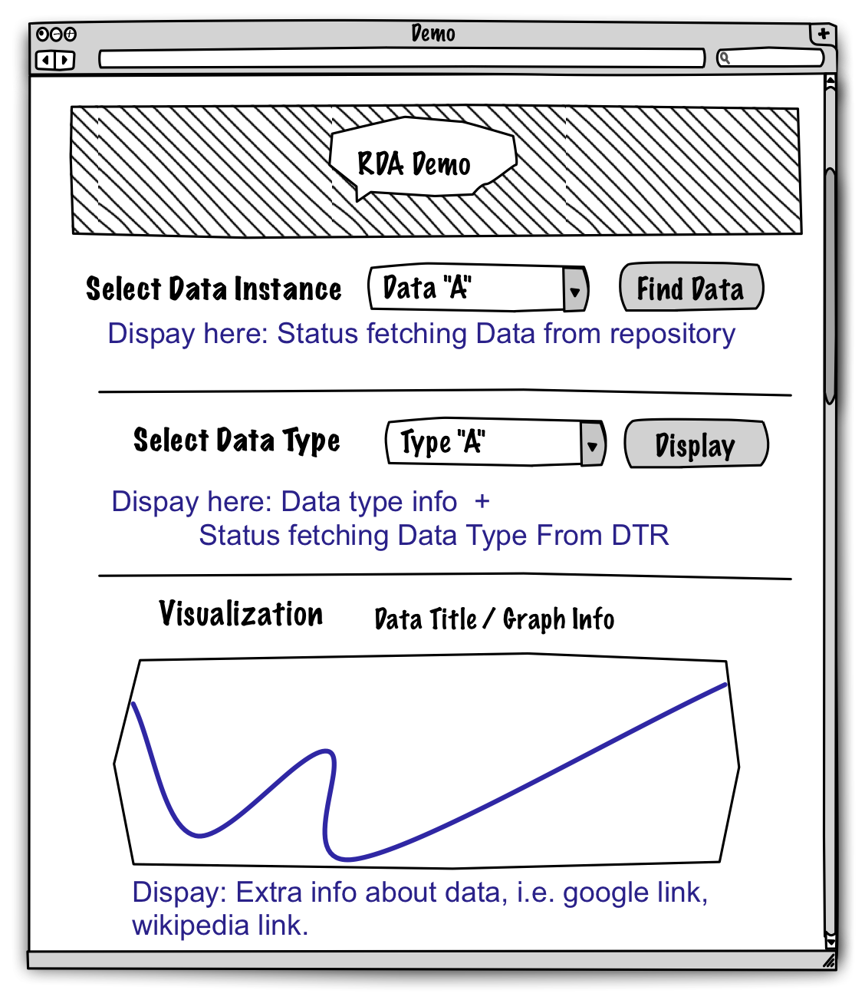 Demo
RDA Demo
Select Data Instance Data "A" Find Data
Dispay here: Status fetching Data from repository
Select Data Type Type "A" Display
Dispay here: Data type info +
Status fetching Data Type From DTR
Visualization Data Title / Graph Info
Dispay: Extra info about data, i.e. google link,
wikipedia link.